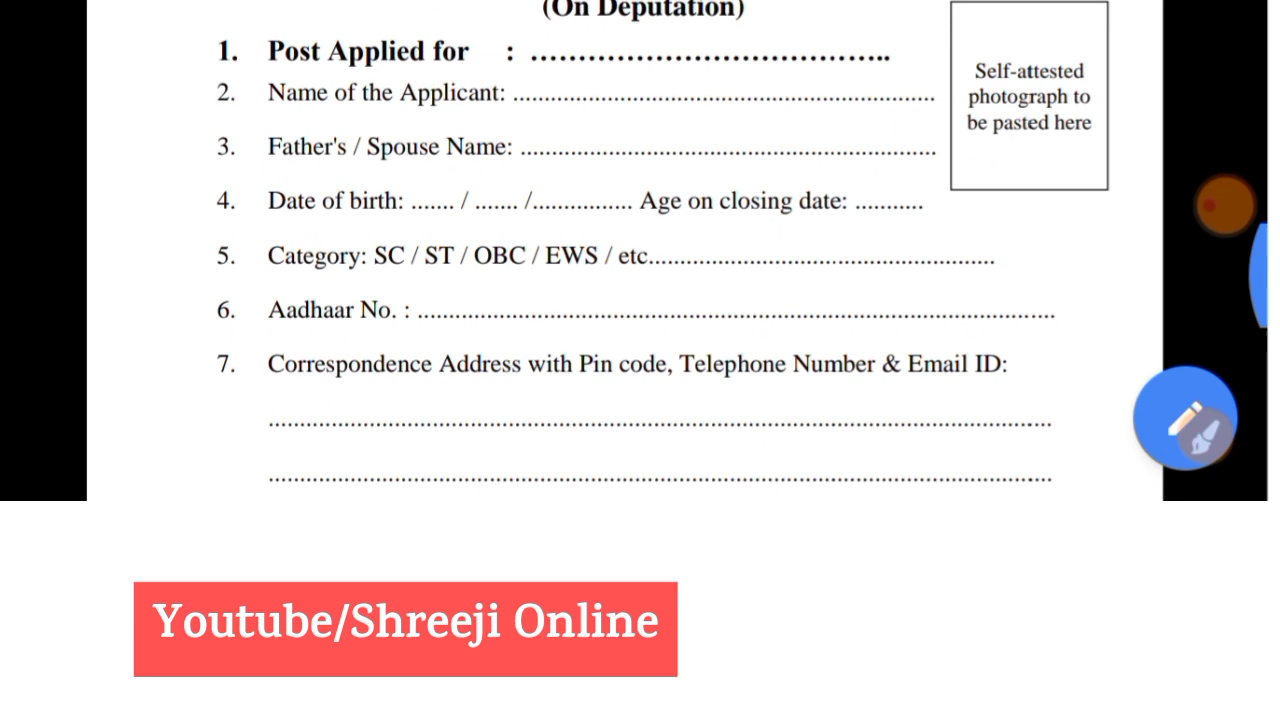 (On Deputation)
1. Post Applied for : .......................................
2. Name of the Applicant: ...................................................................
3. Father's / Spouse Name: ..................................................................
4. Date of birth: ....... / ....... /................ Age on closing date: ...........
5. Category: SC / ST / OBC / EWS / etc.......................................................
6. Aadhaar No. : .....................................................................................................
7. Correspondence Address with Pin code, Telephone Number & Email ID:
............................................................................................................................
............................................................................................................................
Self-attested
photograph to
be pasted here
Youtube/Shreeji Online